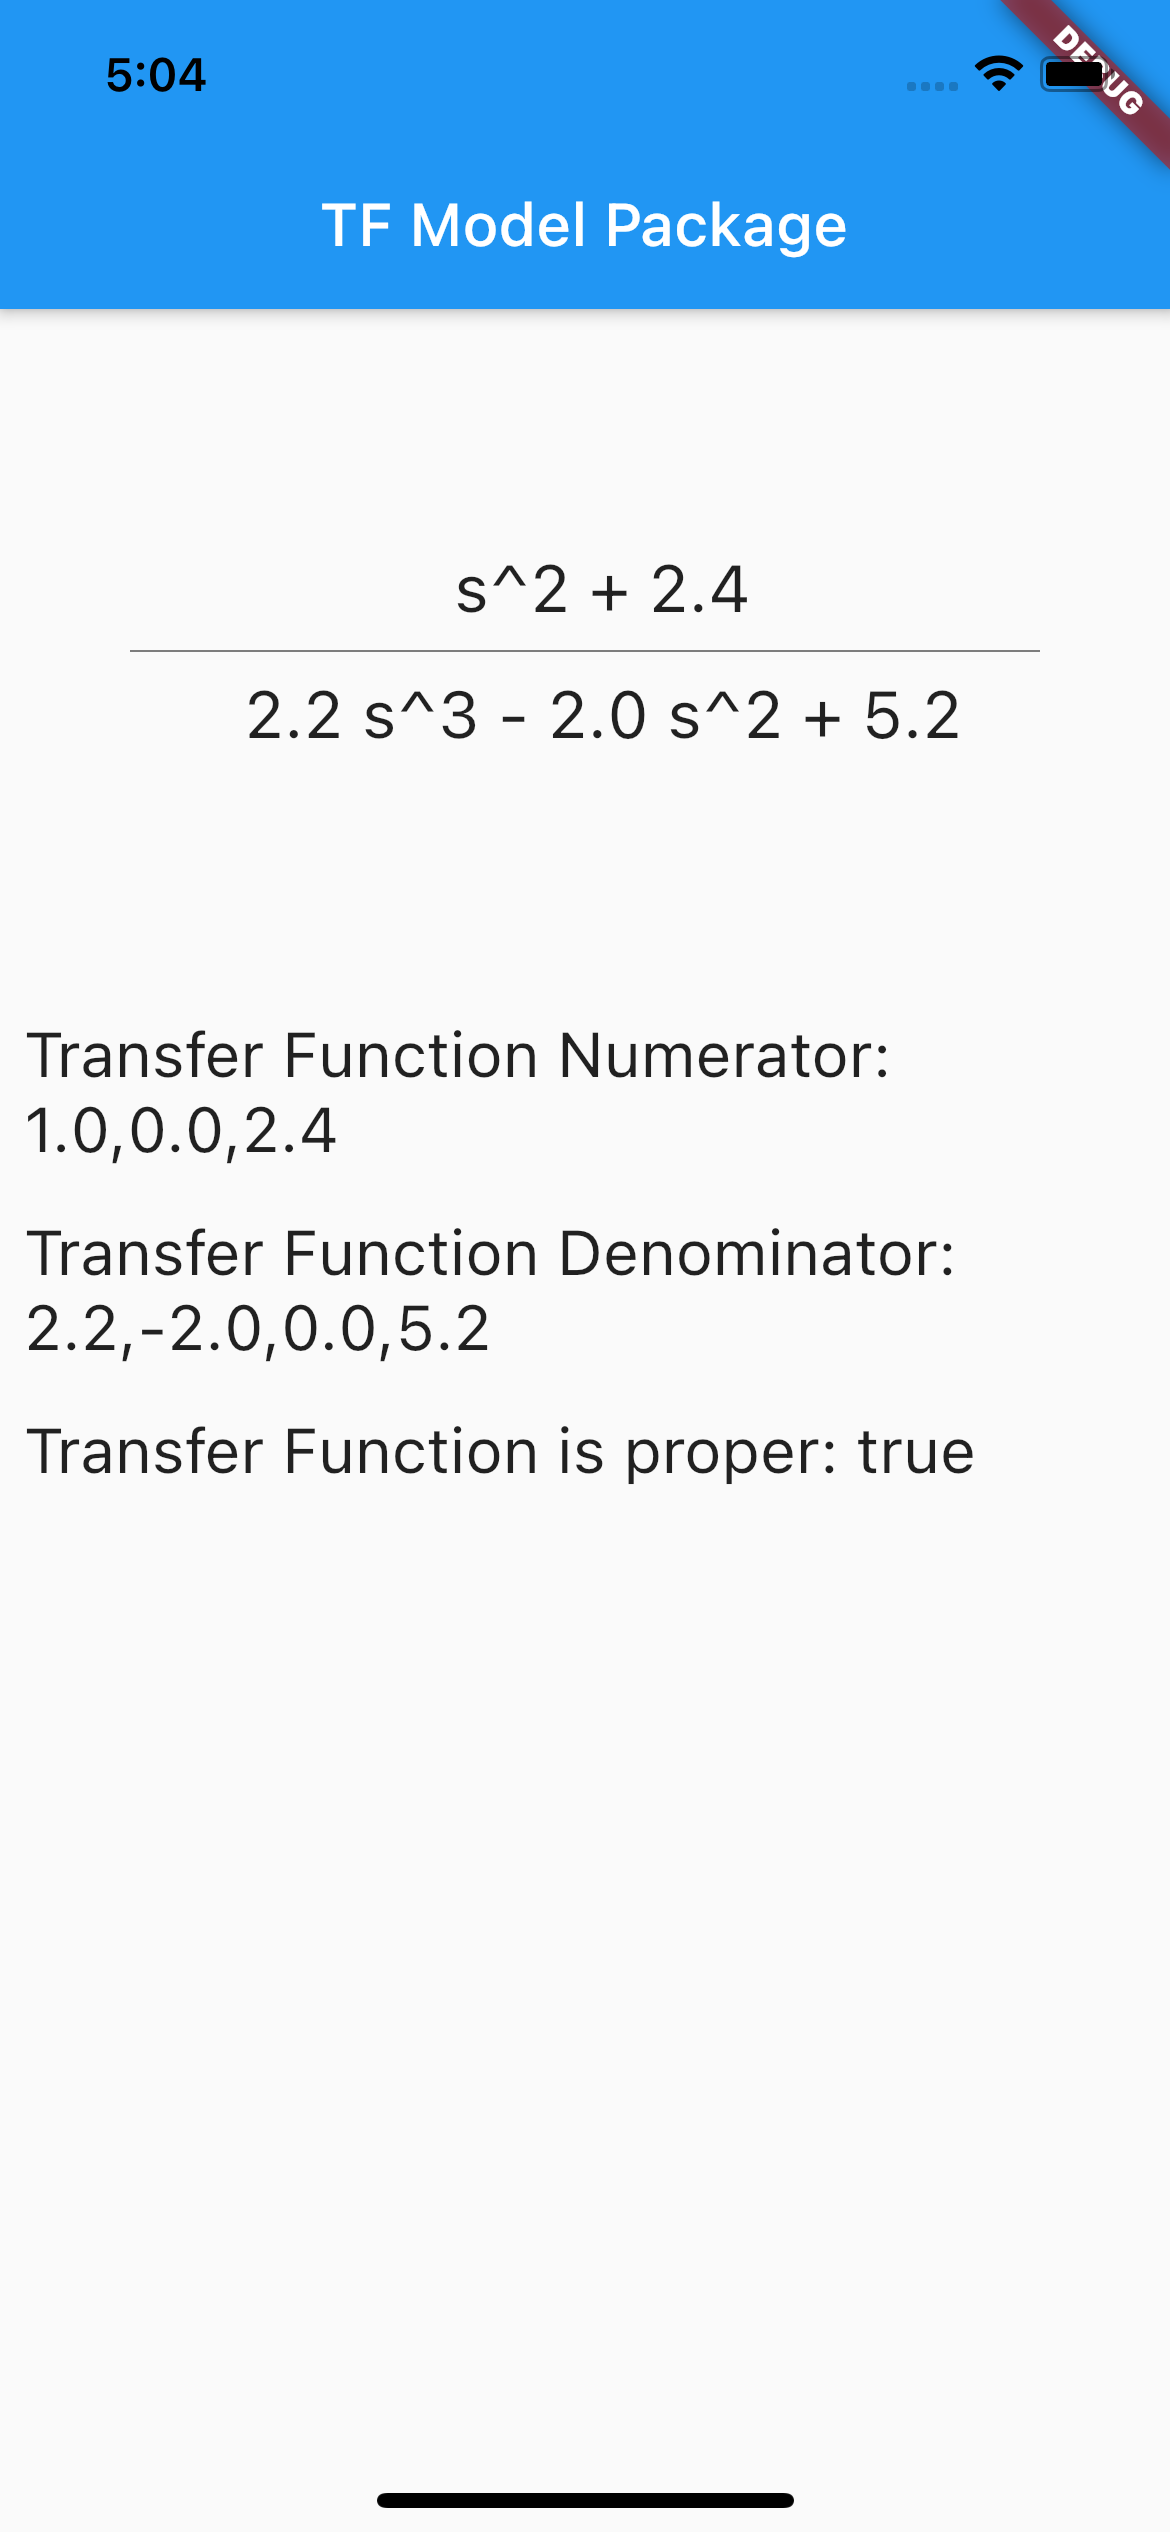 5:04
DEBUG
TF Model Package
s^2 + 2.4
2.2 s^3 - 2.0 s^2 + 5.2
Transfer Function Numerator:
1.0,0.0,2.4
Transfer Function Denominator:
2.2,-2.0,0.0,5.2
Transfer Function is proper: true